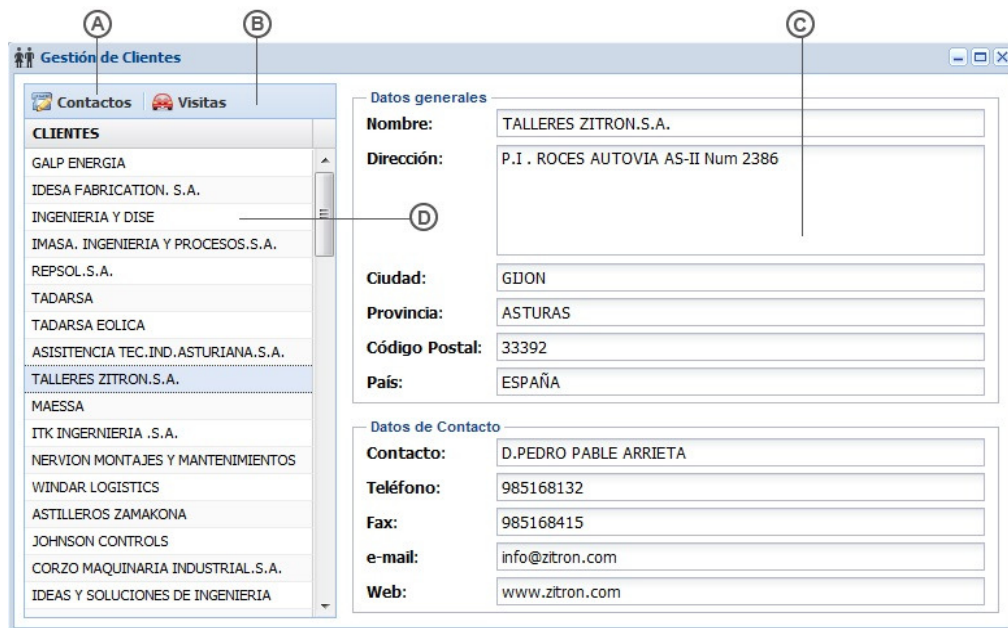 A
B
C
Gestión de Clientes
Contactos
Visitas
CLIENTES
GALP ENERGIA
IDESA FABRICATION. S.A.
INGENIERIA Y DISE
D
IMASA. INGENIERIA Y PROCESOS.S.A.
REPSOL.S.A.
TADARSA
TADARSA EOLICA
ASISITENCIA TEC.IND.ASTURIANA.S.A.
TALLERES ZITRON.S.A.
MAESSA
ITK INGERNIERIA .S.A.
NERVION MONTAJES Y MANTENIMIENTOS
WINDAR LOGISTICS
ASTILLEROS ZAMAKONA
JOHNSON CONTROLS
CORZO MAQUINARIA INDUSTRIAL.S.A.
IDEAS Y SOLUCIONES DE INGENIERIA
Datos generales
Nombre: TALLERES ZITRON.S.A.
Dirección: P.I . ROCES AUTOVIA AS-II Num 2386
Ciudad: GIJON
Provincia: ASTURAS
Código Postal: 33392
País: ESPAÑA
Datos de Contacto
Contacto: D.PEDRO PABLE ARRIETA
Teléfono: 985168132
Fax: 985168415
e-mail: info@zitron.com
Web: www.zitron.com